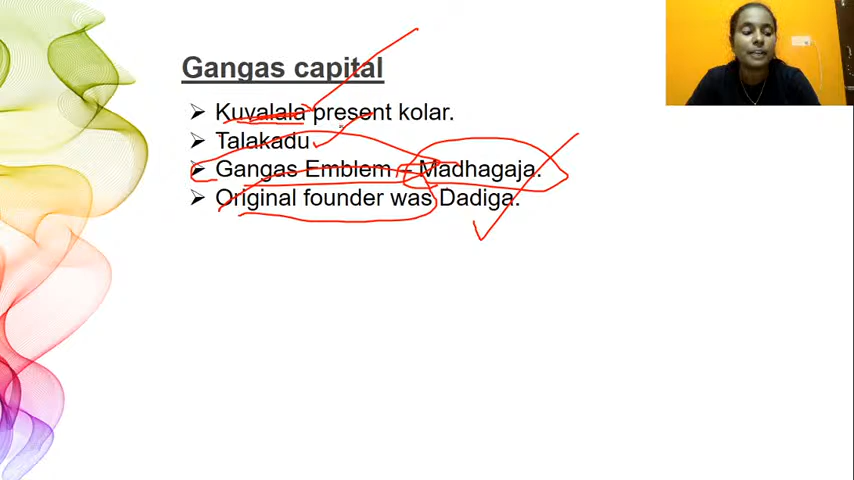 Gangas capital
➢ Kuvalala present kolar.
➢ Talakadu
➢ Gangas Emblem – Madhagaja.
➢ Original founder was Dadiga.